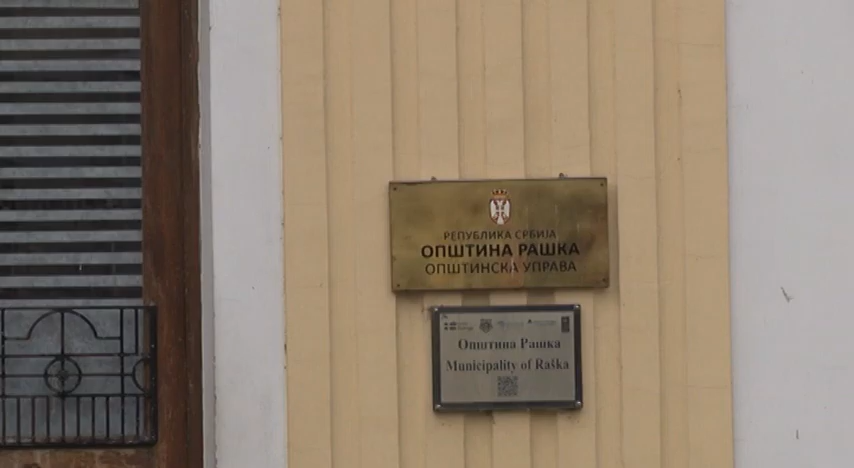 РЕПУБЛИКА СРБИЈА
ОПШТИНА РАШКА
ОПШТИНСКА УПРАВА
Општина Рашка
Municipality of Raška